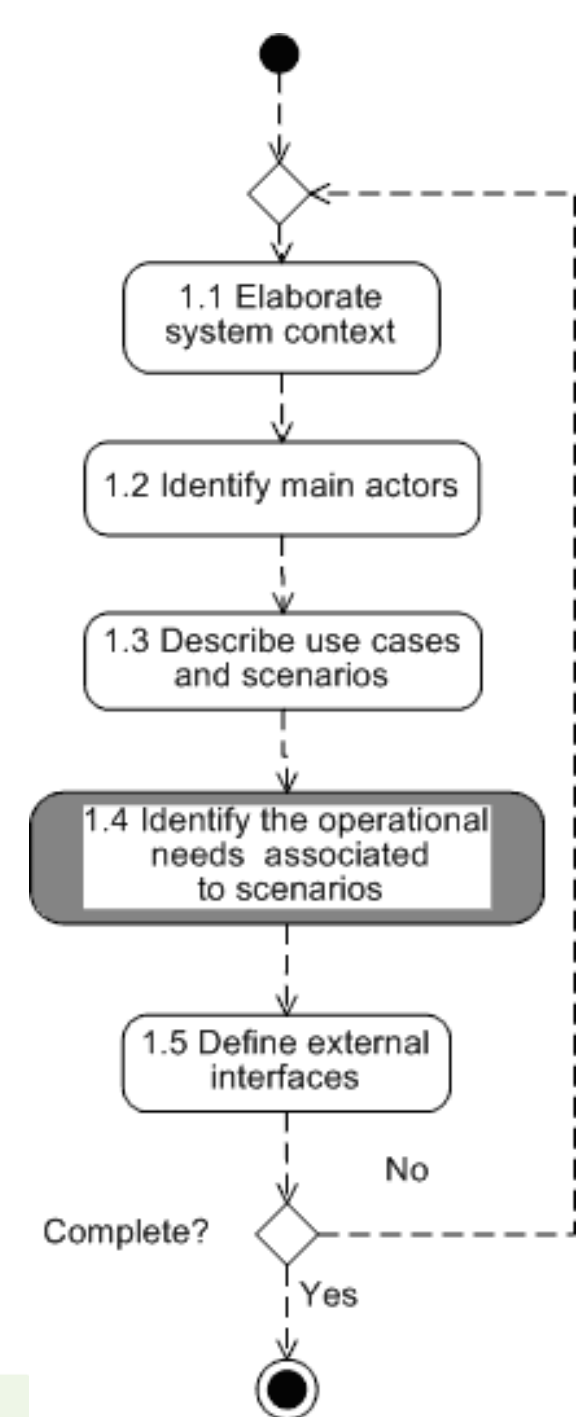 1.1 Elaborate
system context
1.2 Identify main actors
1.3 Describe use cases
and scenarios
1.4 Identify the operational
needs associated
to scenarios
1.5 Define external
interfaces
No
Complete?
Yes